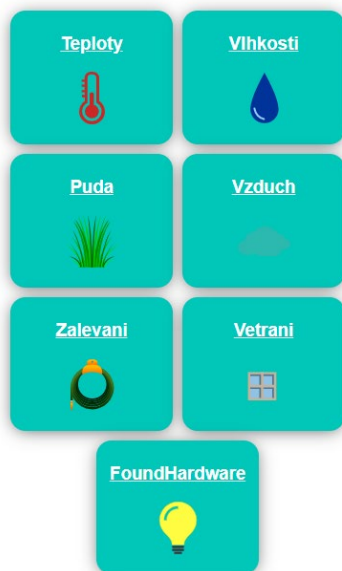 Teploty
Vlhkosti
Puda
Vzduch
Zalevani
Vetrani
FoundHardware